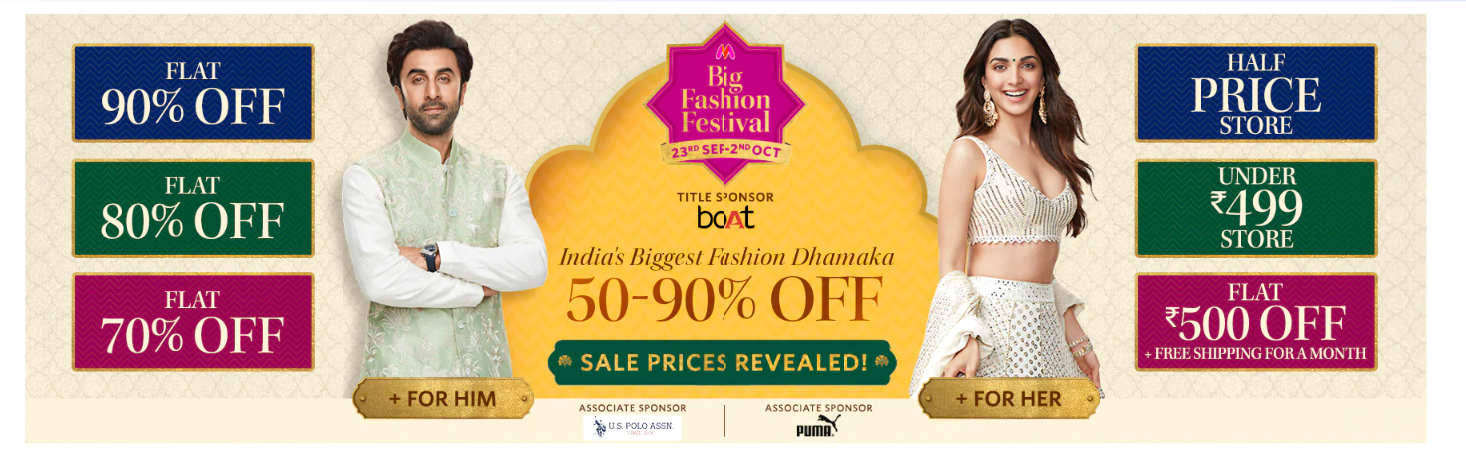 FLAT
90% OFF
FLAT
80% OFF
FLAT
70% OFF
+ FOR HIM
Big
Fashion
Festival
23RD SEP-2ND OCT
TITLE SPONSOR
boAt
India's Biggest Fashion Dhamaka
50-90% OFF
SALE PRICES REVEALED!
ASSOCIATE SPONSOR
U.S. POLO ASSN.
ASSOCIATE SPONSOR
PUMA
+ FOR HER
HALF
PRICE
STORE
UNDER
₹499
STORE
FLAT
₹500 OFF
+ FREE SHIPPING FOR A MONTH